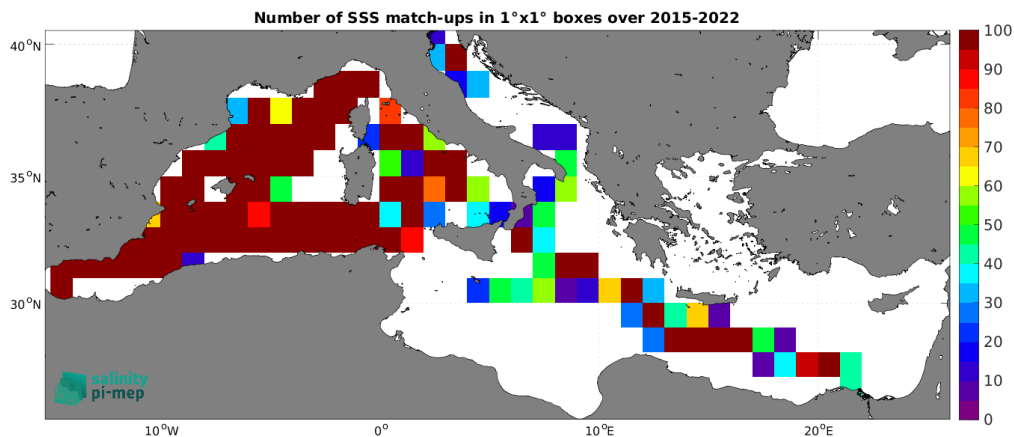 Number of SSS match-ups in 1°x1° boxes over 2015-2022
40°N
35°N
30°N
10°W
0°
10°E
20°E
100
90
80
70
60
50
40
30
20
10
0
salinity
pi-mep